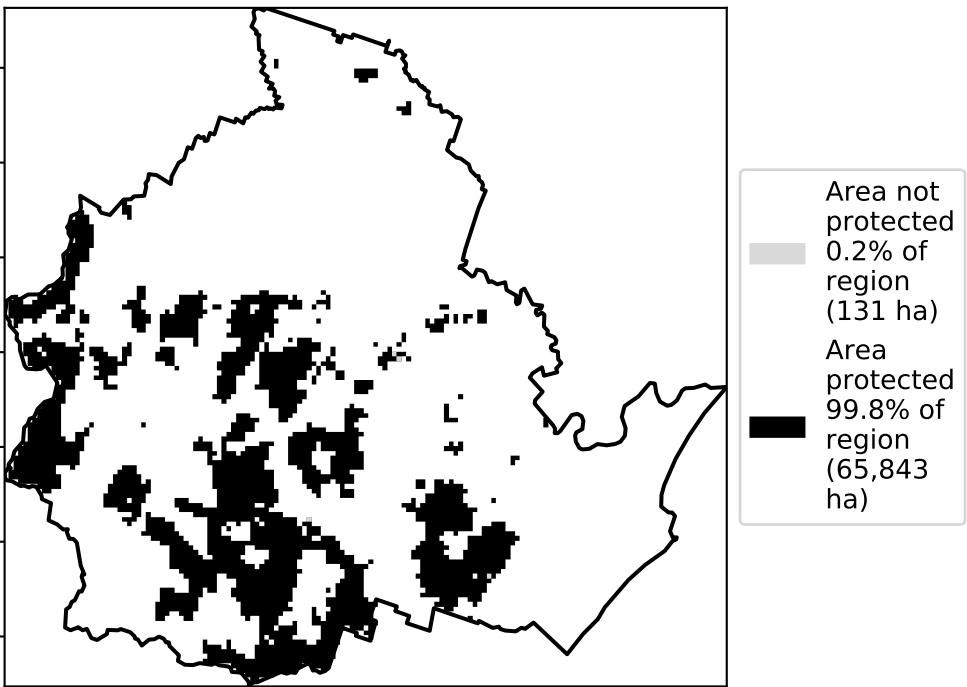 Area not
protected
0.2% of
region
(131 ha)
Area
protected
99.8% of
region
(65,843
ha)